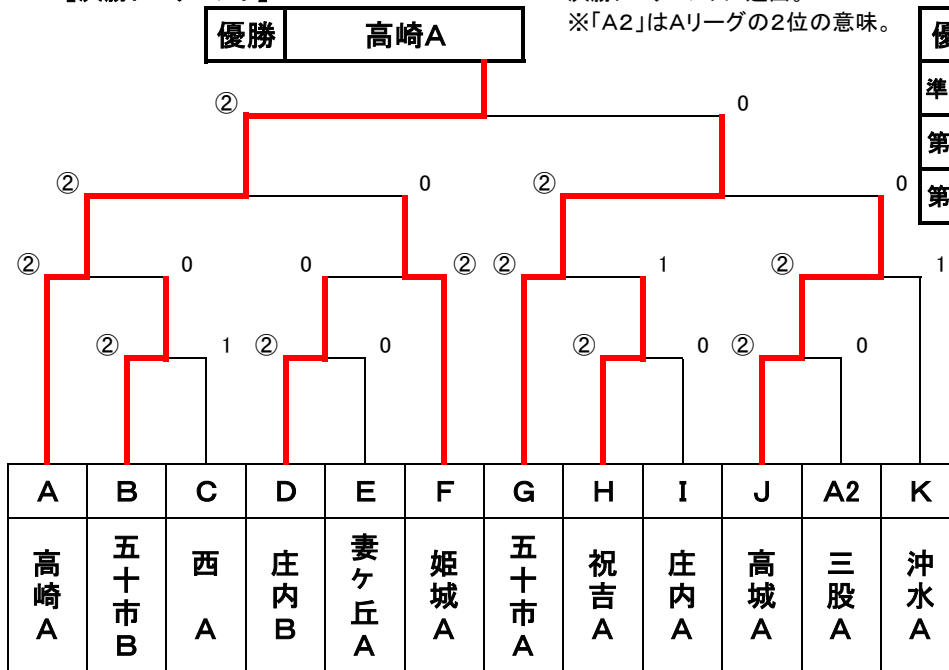 ※「A2」はAリーグの2位の意味。
優勝 高崎A
② 0
準
第
第
② 0 ② 0
② 0 0 ② ② 1 ② 1
② 1 ② 0 ② 0 ② 0
A B C D E F G H I J A2 K
高崎A 五十市B 西A 庄内B 妻ケ丘A 姫城A 五十市A 祝吉A 庄内A 高城A 三股A 沖水A